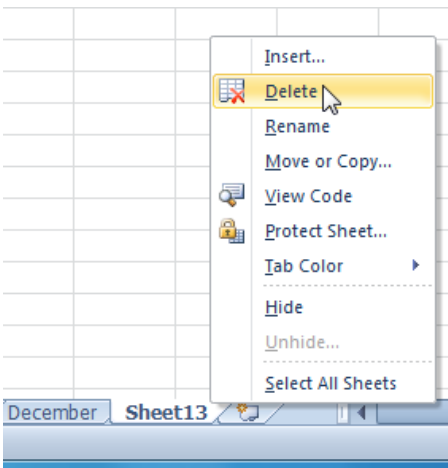 Insert...
Delete
Rename
Move or Copy...
View Code
Protect Sheet...
Tab Color
Hide
Unhide...
Select All Sheets
December Sheet13